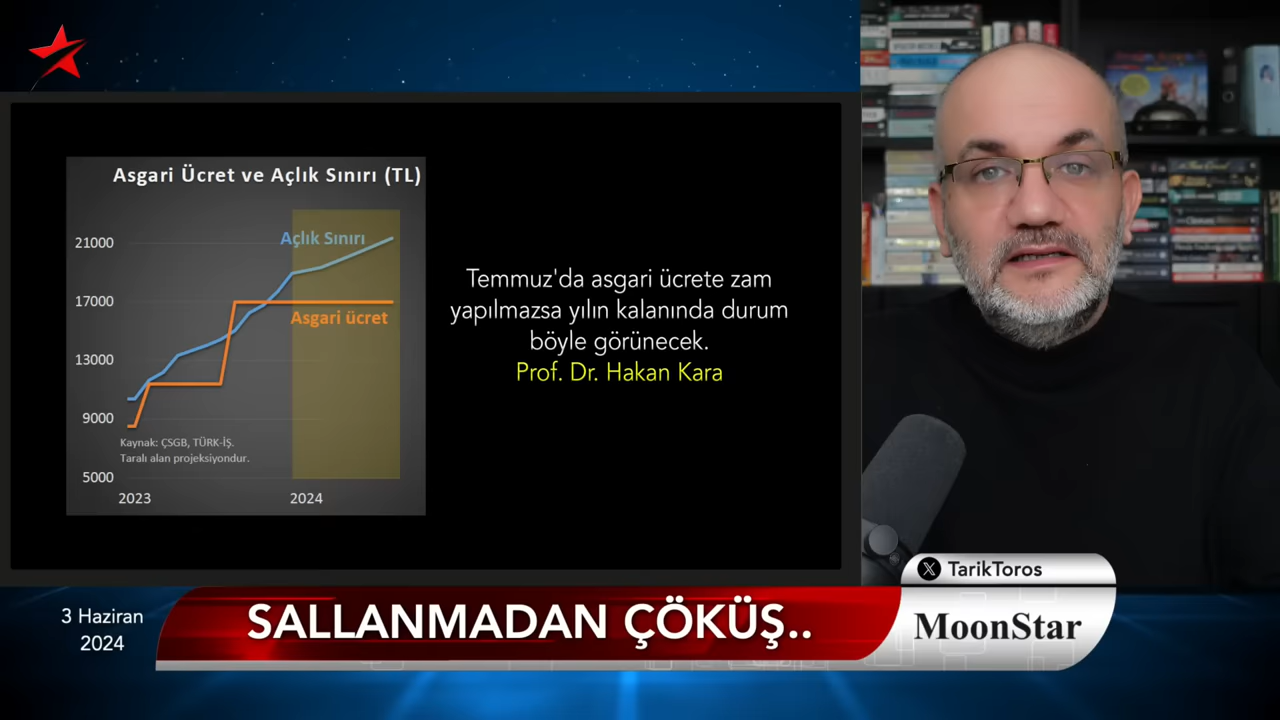 Asgari Ücret ve Açlık Sınırı (TL)
21000
17000
13000
9000
5000
Açlık Sınırı
Asgari ücret
Kaynak: ÇSGB, TÜRK-İŞ.
Taralı alan projeksiyondur.
2023
2024
Temmuz'da asgari ücrete zam
yapılmazsa yılın kalanında durum
böyle görünecek.
Prof. Dr. Hakan Kara
TarikToros
3 Haziran
2024
SALLANMADAN ÇÖKÜŞ..
MoonStar